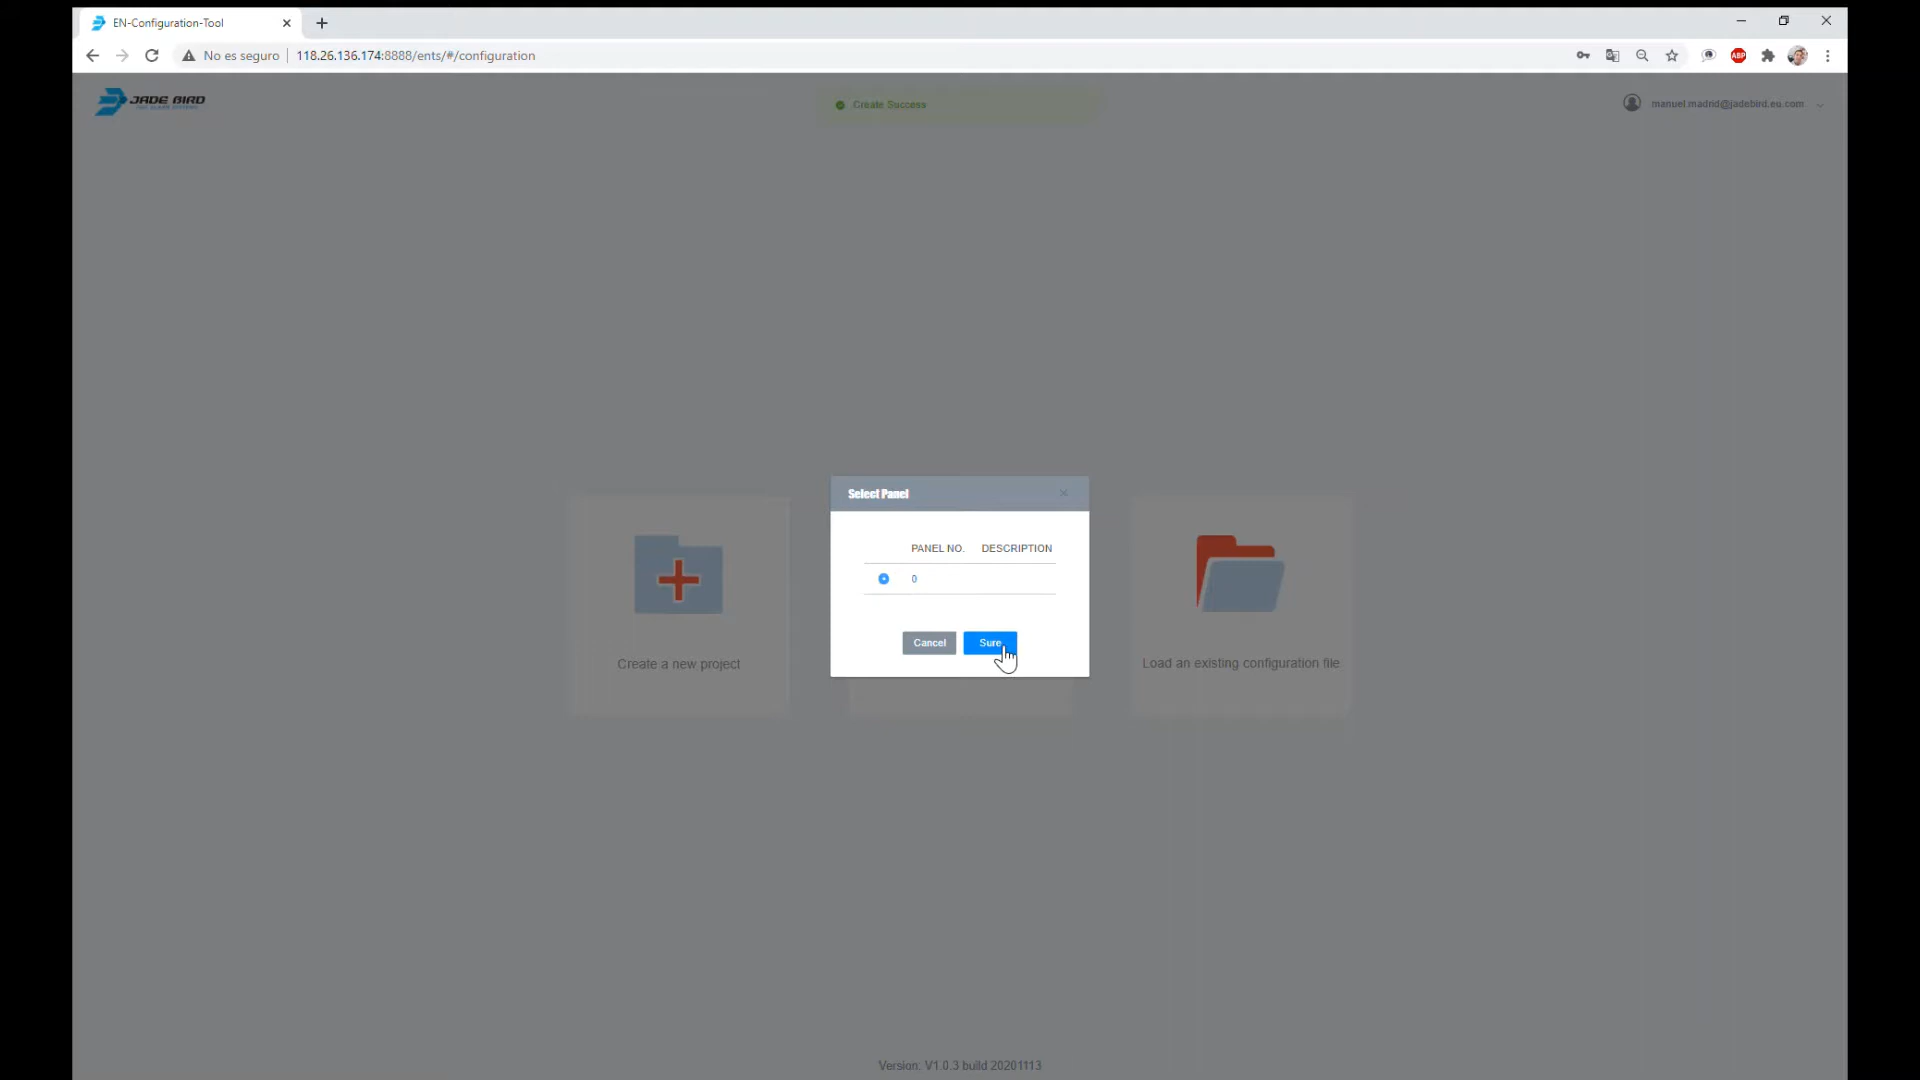 EN-Configuration-Tool
No es seguro
118.26.136.174:8888/ents/#/configuration
ABP
JADE BIRD
Create Success
manuel.madrid@jadebird.eu.com
Select Panel
PANEL NO. DESCRIPTION
0
Cancel
Sure
Create a new project
Load an existing configuration file
Version: V1.0.3 build 20201113